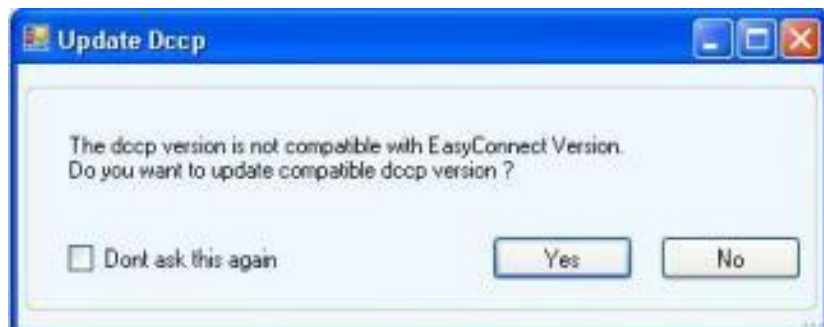 Update Dccp
The dccp version is not compatible with EasyConnect Version.
Do you want to update compatible dccp version ?
Dont ask this again
Yes
No